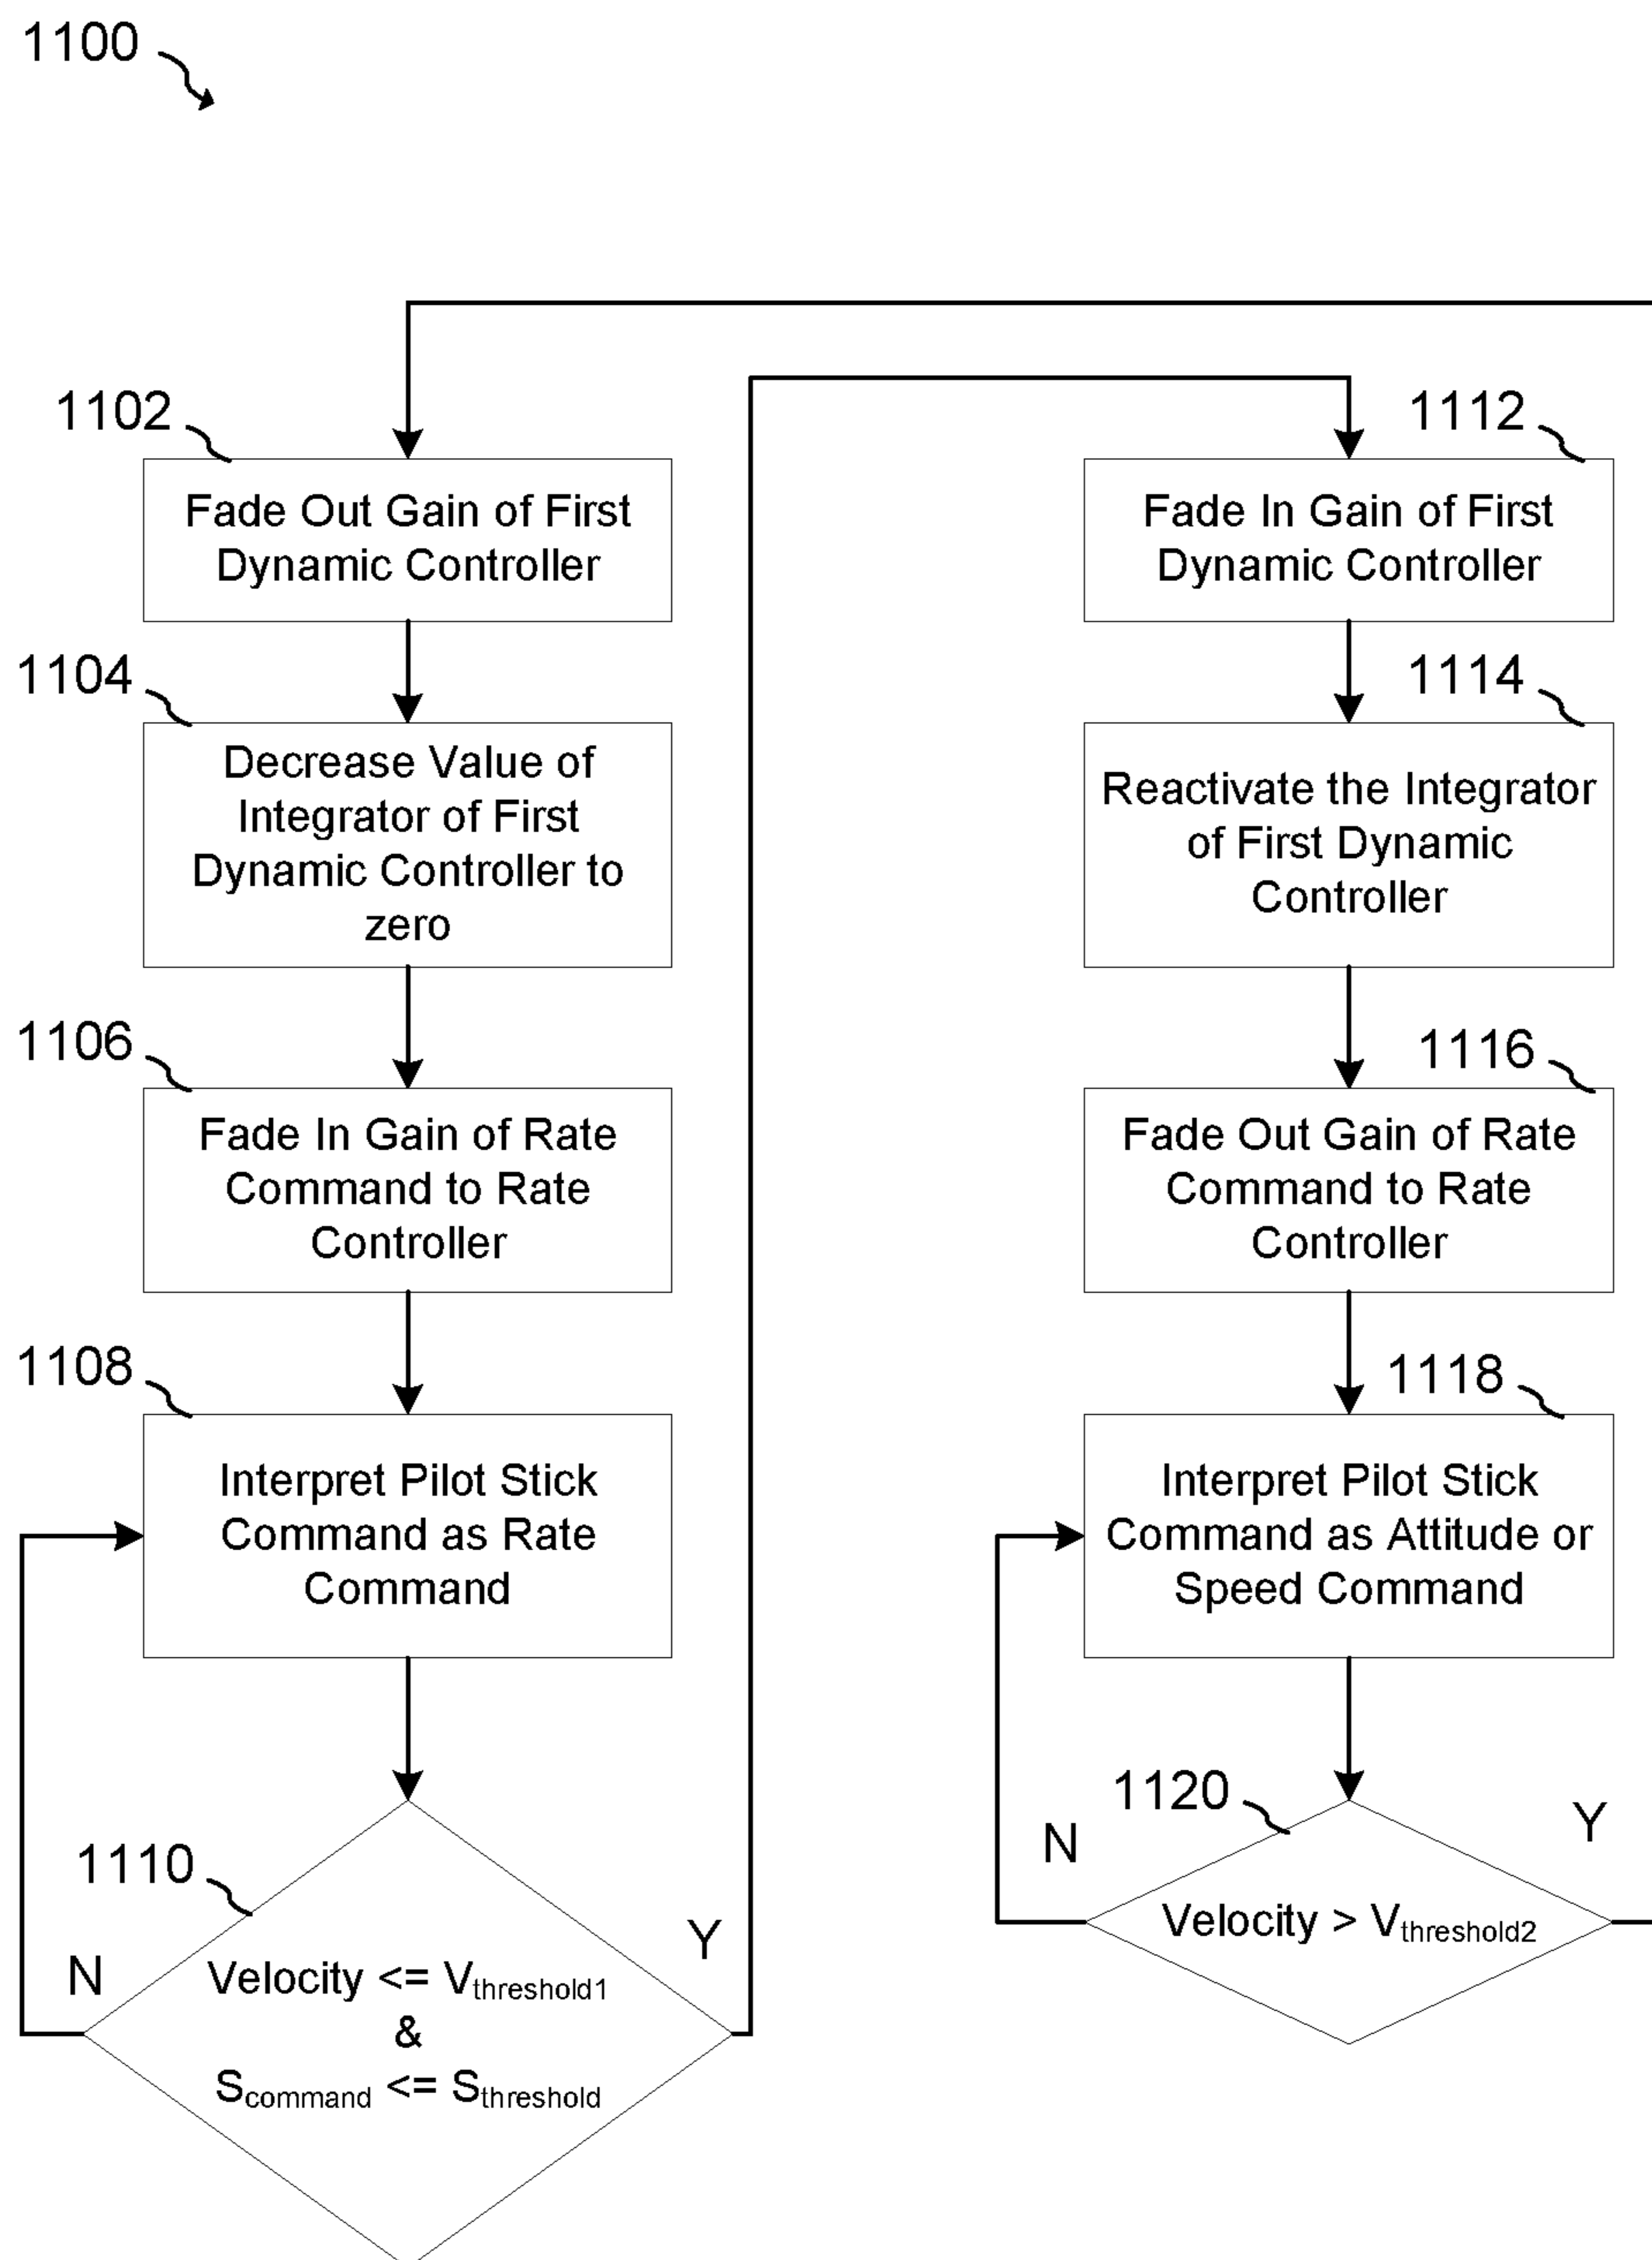 1100
1102
Fade Out Gain of First
Dynamic Controller
1104
Decrease Value of
Integrator of First
Dynamic Controller to
zero
1106
Fade In Gain of Rate
Command to Rate
Controller
1108
Interpret Pilot Stick
Command as Rate
Command
1110
N
Y
Velocity <= Vthreshold1
&
Scommand <= Sthreshold
1112
Fade In Gain of First
Dynamic Controller
1114
Reactivate the Integrator
of First Dynamic
Controller
1116
Fade Out Gain of Rate
Command to Rate
Controller
1118
Interpret Pilot Stick
Command as Attitude or
Speed Command
1120
N
Y
Velocity > Vthreshold2